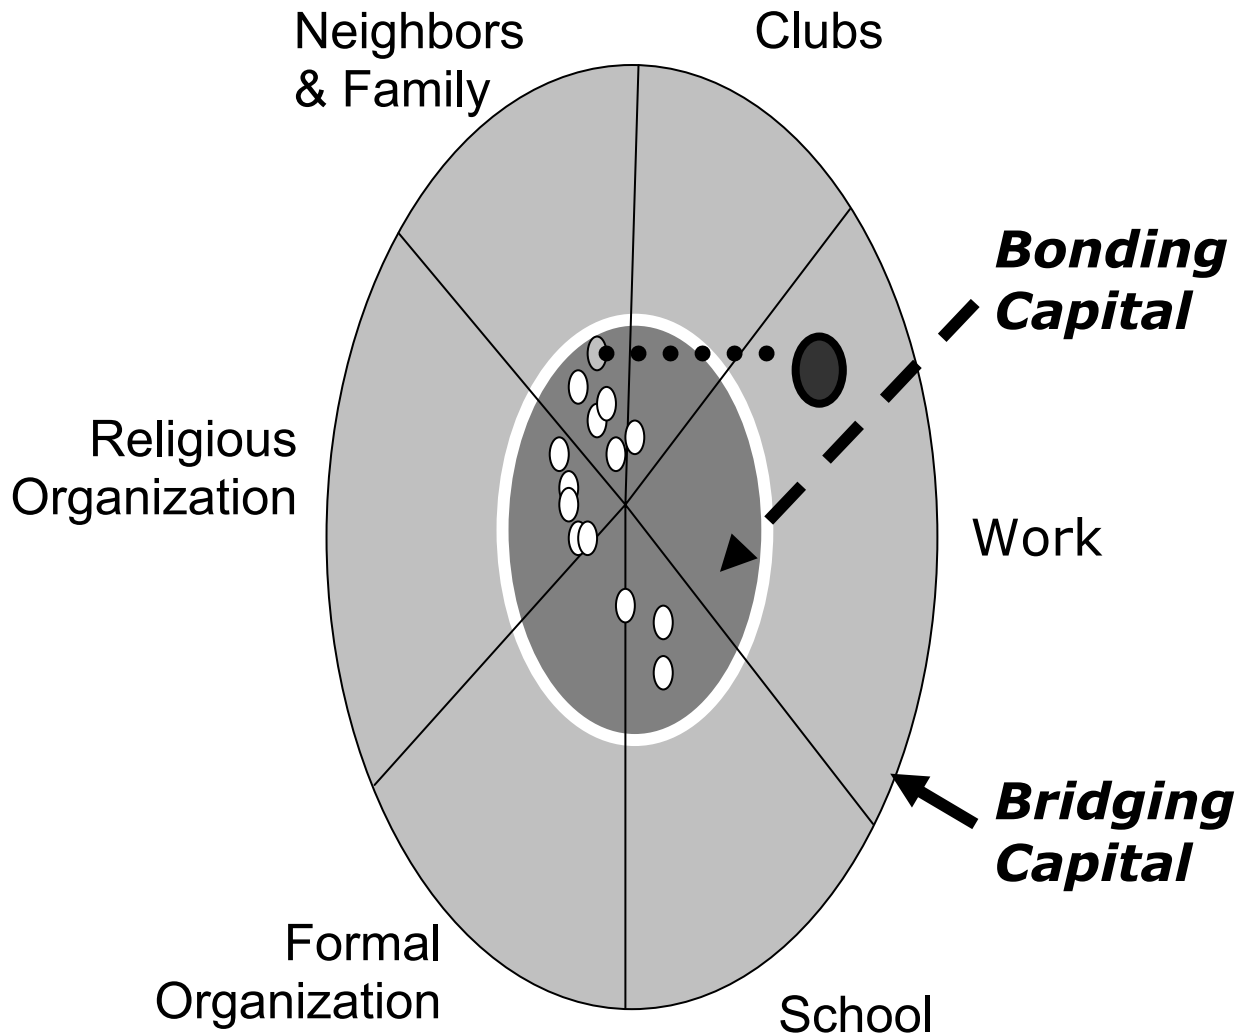 Neighbors
& Family
Clubs
Bonding
Capital
Religious
Organization
Work
Bridging
Capital
Formal
Organization
School